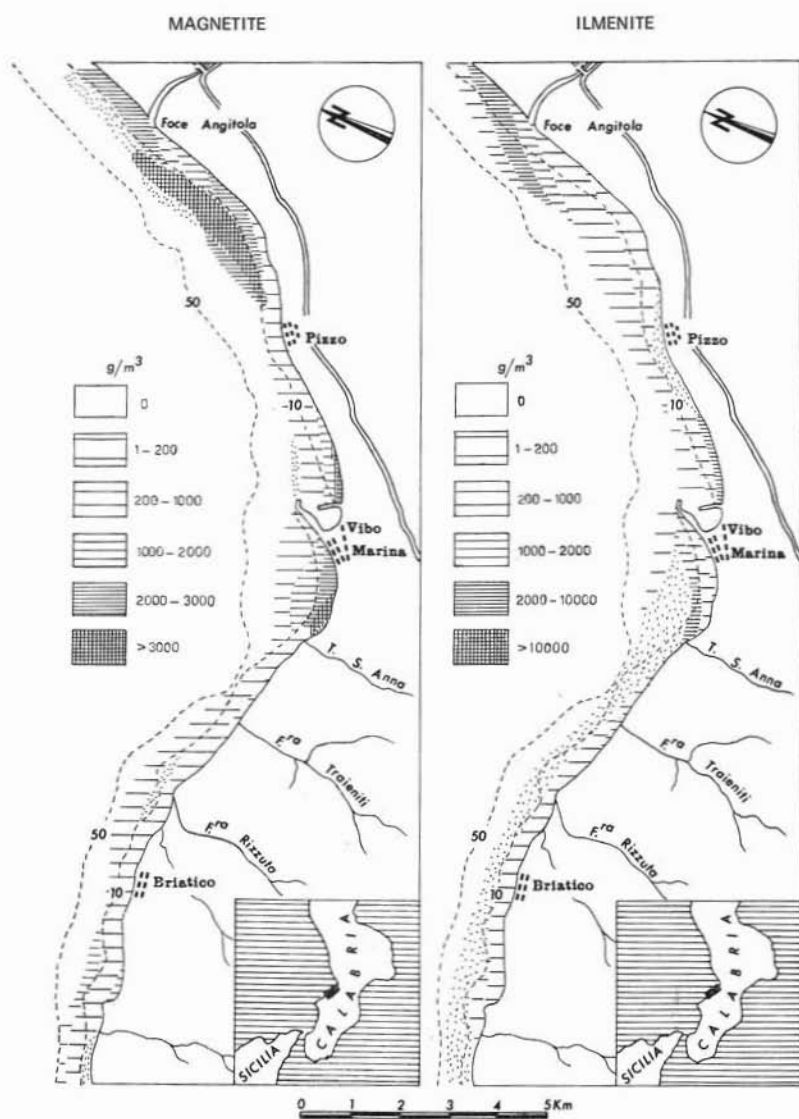 MAGNETITE
Foce Angitola
N
50
Pizzo
g/m³
0
1-200
200-1000
1000-2000
2000-3000
>3000
10
Vibo
Marina
T. S. Anna
F.ra Traieniti
F.ra Rizzuto
50
10
Briatico
CALABRIA
SICILIA
ILMENITE
Foce Angitola
N
50
Pizzo
g/m³
0
1-200
200-1000
1000-2000
2000-10000
>10000
10
Vibo
Marina
T. S. Anna
F.ra Traieniti
F.ra Rizzuto
50
10
Briatico
CALABRIA
SICILIA
0 1 2 3 4 5 Km